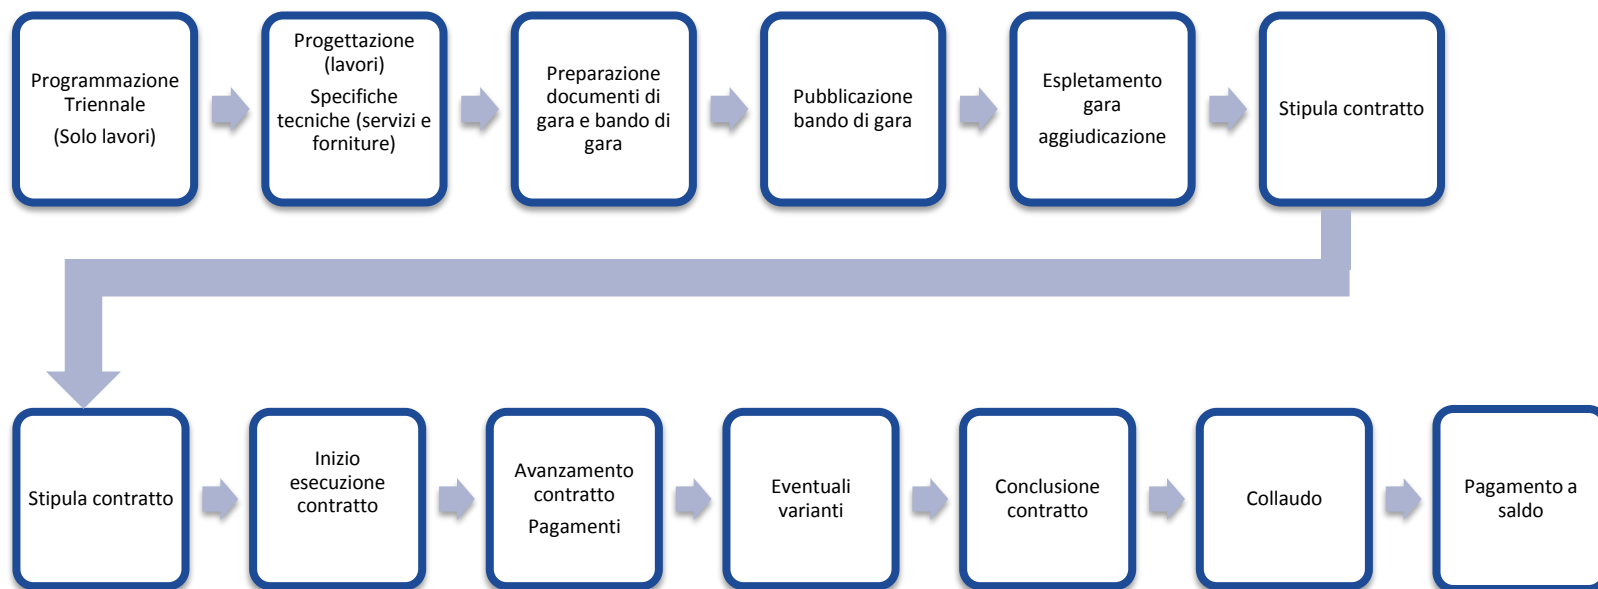 Programmazione
Triennale
(Solo lavori)
Progettazione
(lavori)
Specifiche
tecniche (servizi e
forniture)
Preparazione
documenti di
gara e bando di
gara
Pubblicazione
bando di gara
Espletamento
gara
aggiudicazione
Stipula contratto
Stipula contratto
Inizio
esecuzione
contratto
Avanzamento
contratto
Pagamenti
Eventuali
varianti
Conclusione
contratto
Collaudo
Pagamento a
saldo